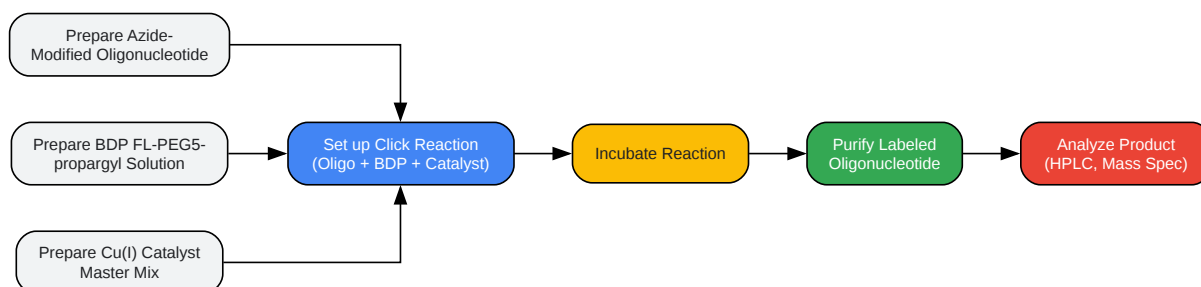 Prepare Azide-
Modified Oligonucleotide
Prepare BDP FL-PEG5-
propargyl Solution
Prepare Cu(I) Catalyst
Master Mix
Set up Click Reaction
(Oligo + BDP + Catalyst)
Incubate Reaction
Purify Labeled
Oligonucleotide
Analyze Product
(HPLC, Mass Spec)